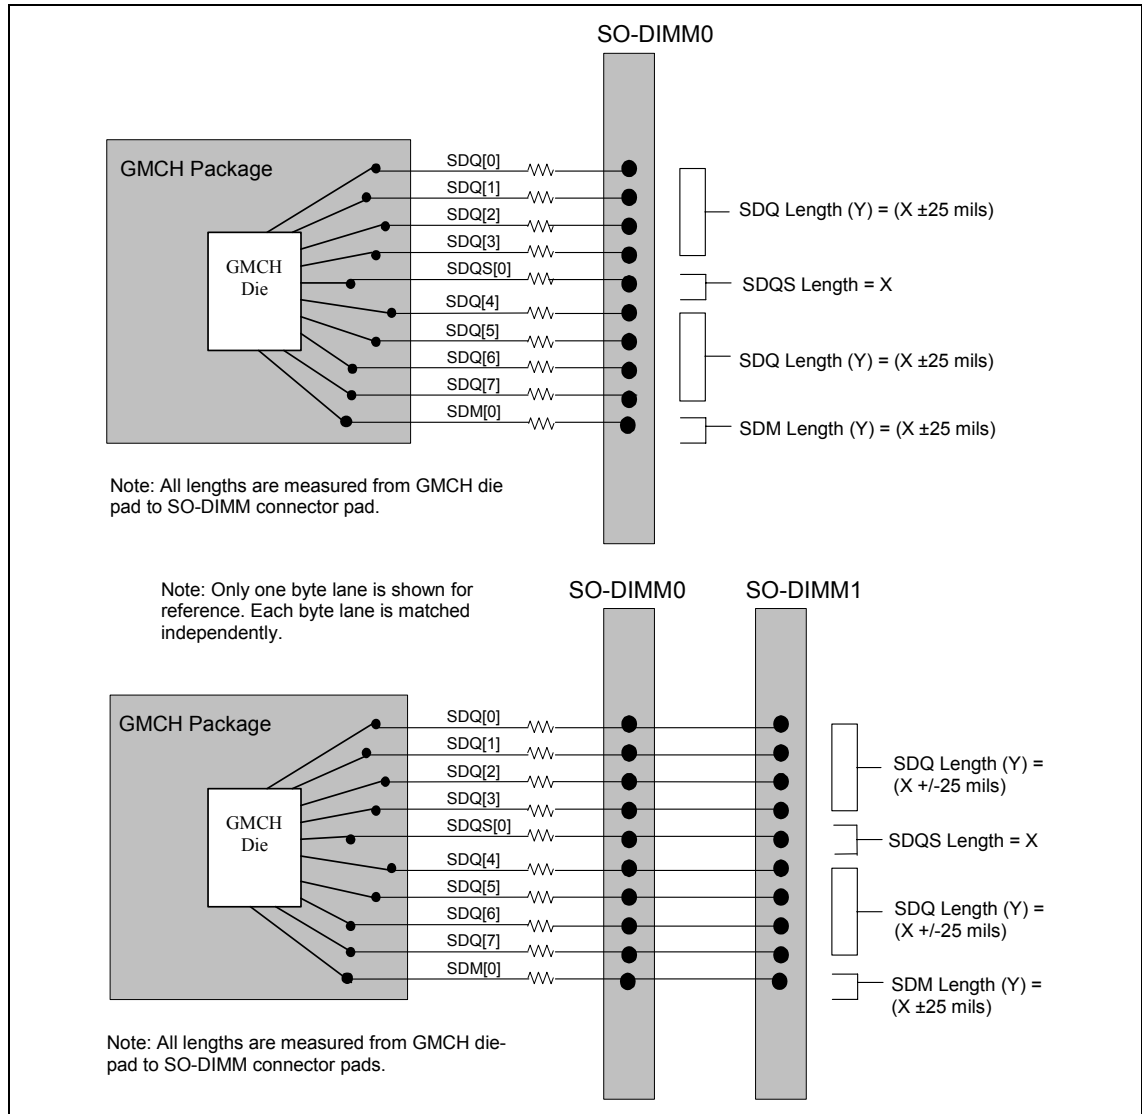 SO-DIMM0
GMCH Package
GMCH
Die
SDQ[0]
SDQ[1]
SDQ[2]
SDQ[3]
SDQS[0]
SDQ[4]
SDQ[5]
SDQ[6]
SDQ[7]
SDM[0]
SDQ Length (Y) = (X ±25 mils)
SDQS Length = X
SDQ Length (Y) = (X ±25 mils)
SDM Length (Y) = (X ±25 mils)
Note: All lengths are measured from GMCH die
pad to SO-DIMM connector pad.
Note: Only one byte lane is shown for
reference. Each byte lane is matched
independently.
SO-DIMM0
SO-DIMM1
GMCH Package
GMCH
Die
SDQ[0]
SDQ[1]
SDQ[2]
SDQ[3]
SDQS[0]
SDQ[4]
SDQ[5]
SDQ[6]
SDQ[7]
SDM[0]
SDQ Length (Y) =
(X +/-25 mils)
SDQS Length = X
SDQ Length (Y) =
(X +/-25 mils)
SDM Length (Y) =
(X ±25 mils)
Note: All lengths are measured from GMCH die-
pad to SO-DIMM connector pads.